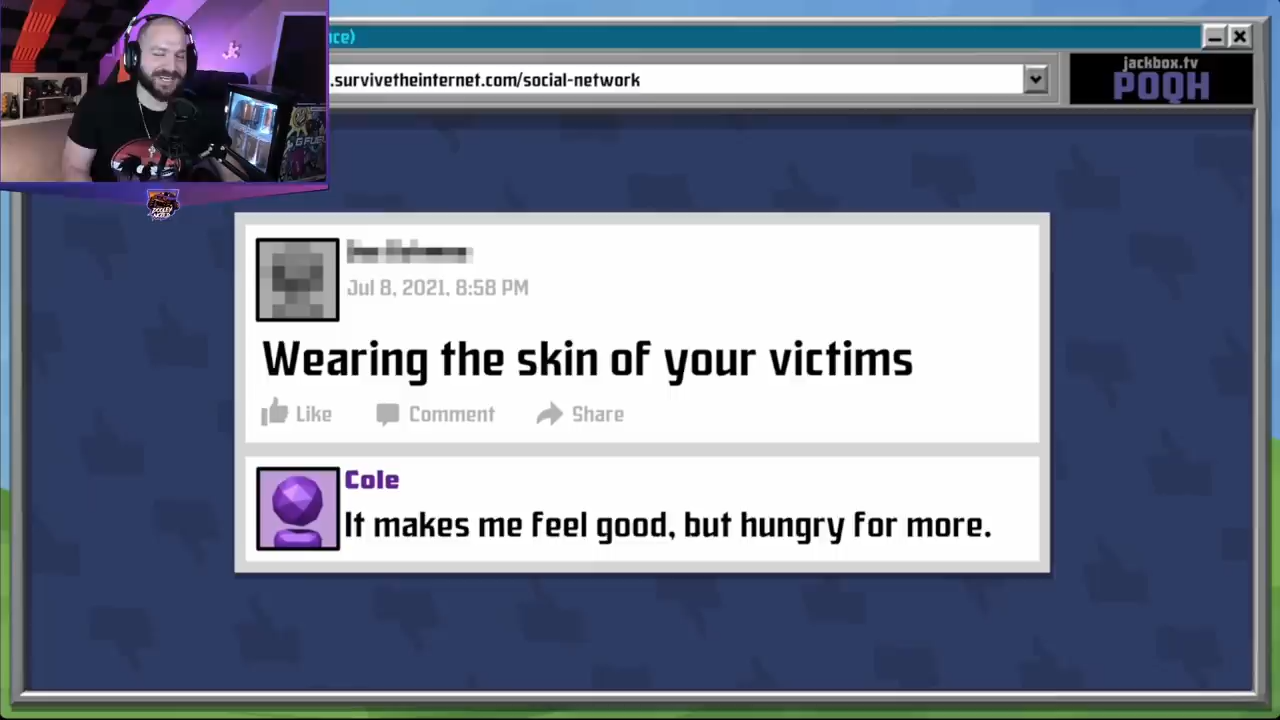 ce)
.survivetheinternet.com/social-network
jackbox.tv
POQH
G FUEL
Jul 8, 2021, 8:58 PM
Wearing the skin of your victims
Like Comment Share
Cole
It makes me feel good, but hungry for more.